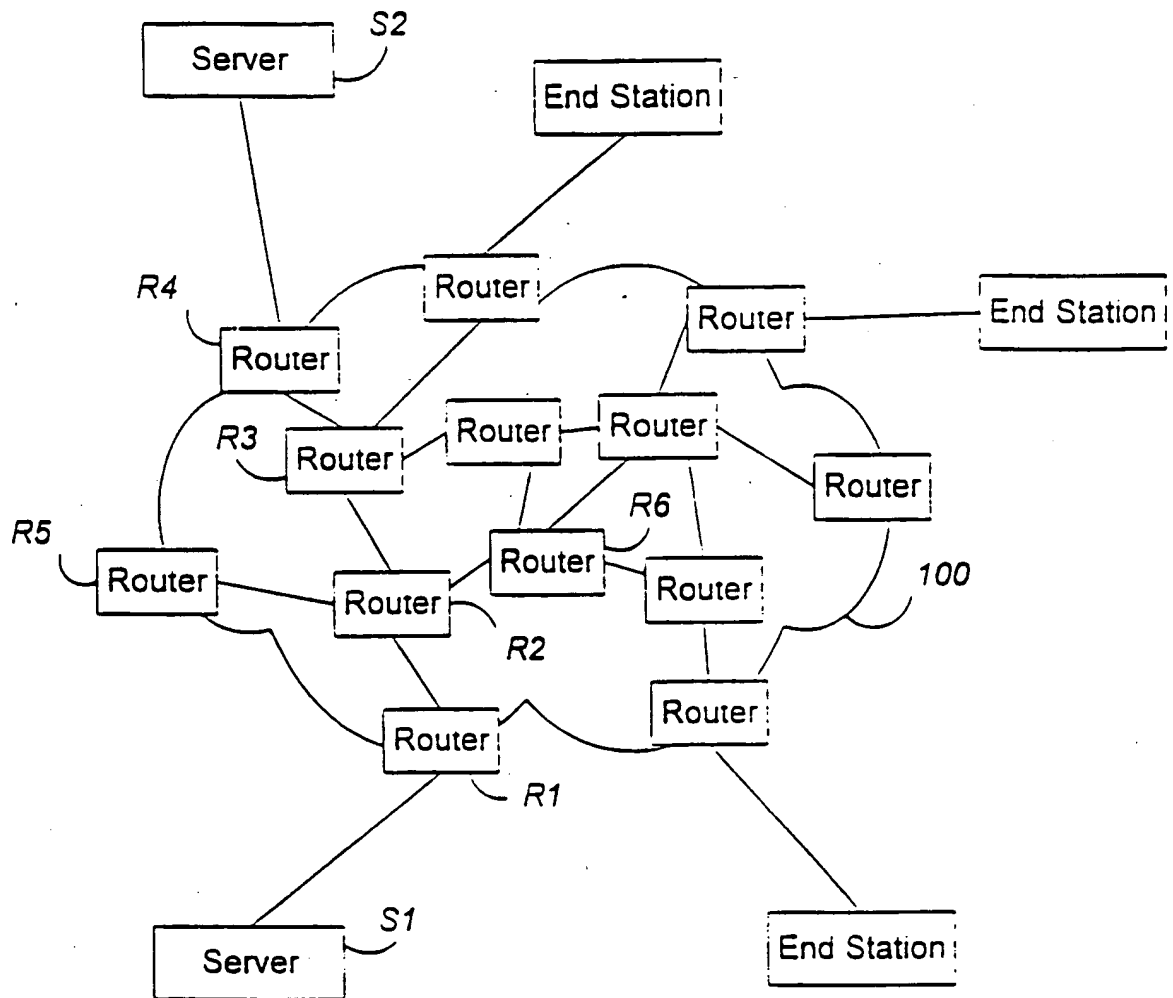 S2
Server
End Station
Router
R4
Router
End Station
Router
Router
Router
R3
Router
Router
R6
R5
Router
Router
Router
100
Router
R2
Router
Router
R1
S1
Server
End Station
Router